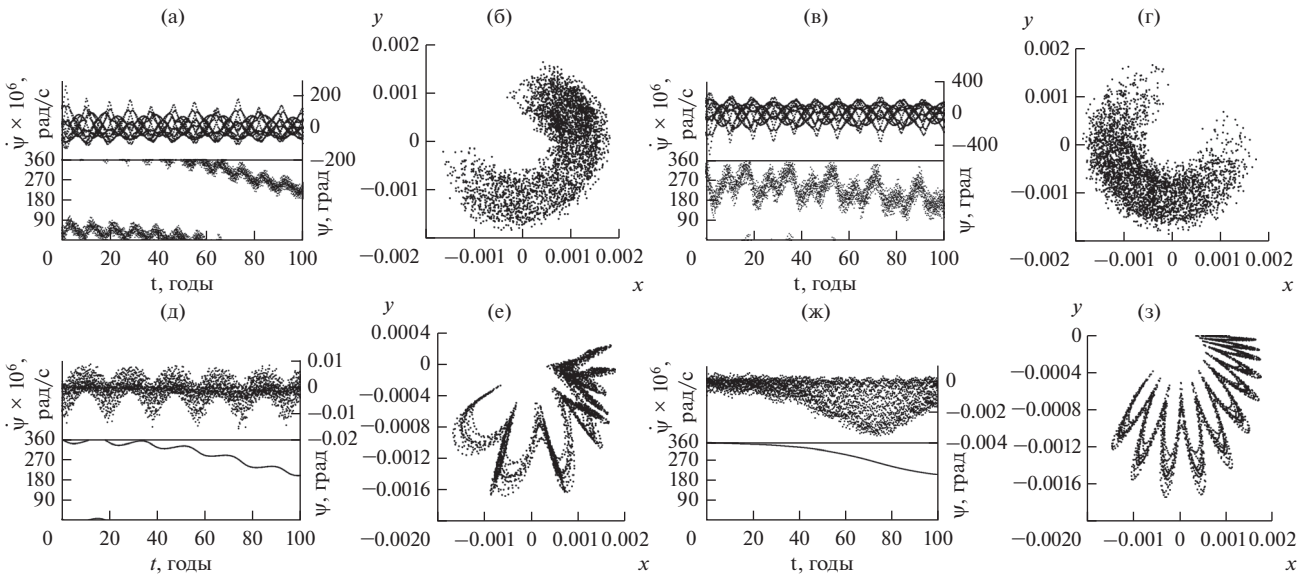 (а)
ψ̇ × 10⁶, рад/с
200
0
−200
360
270
180
90
ψ, град
0 20 40 60 80 100
t, годы
(б)
y
0.002
0.001
0
−0.001
−0.002
−0.001 0 0.001 0.002
x
(в)
ψ̇ × 10⁶, рад/с
400
0
−400
360
270
180
90
ψ, град
0 20 40 60 80 100
t, годы
(г)
y
0.002
0.001
0
−0.001
−0.002
−0.001 0 0.001 0.002
x
(д)
ψ̇ × 10⁶, рад/с
0.01
0
−0.01
−0.02
360
270
180
90
ψ, град
0 20 40 60 80 100
t, годы
(е)
y
0.0004
0
−0.0004
−0.0008
−0.0012
−0.0016
−0.0020
−0.001 0 0.001 0.002
x
(ж)
ψ̇ × 10⁶, рад/с
0
−0.002
−0.004
360
270
180
90
ψ, град
0 20 40 60 80 100
t, годы
(з)
y
0
−0.0004
−0.0008
−0.0012
−0.0016
−0.0020
−0.001 0 0.001 0.002
x